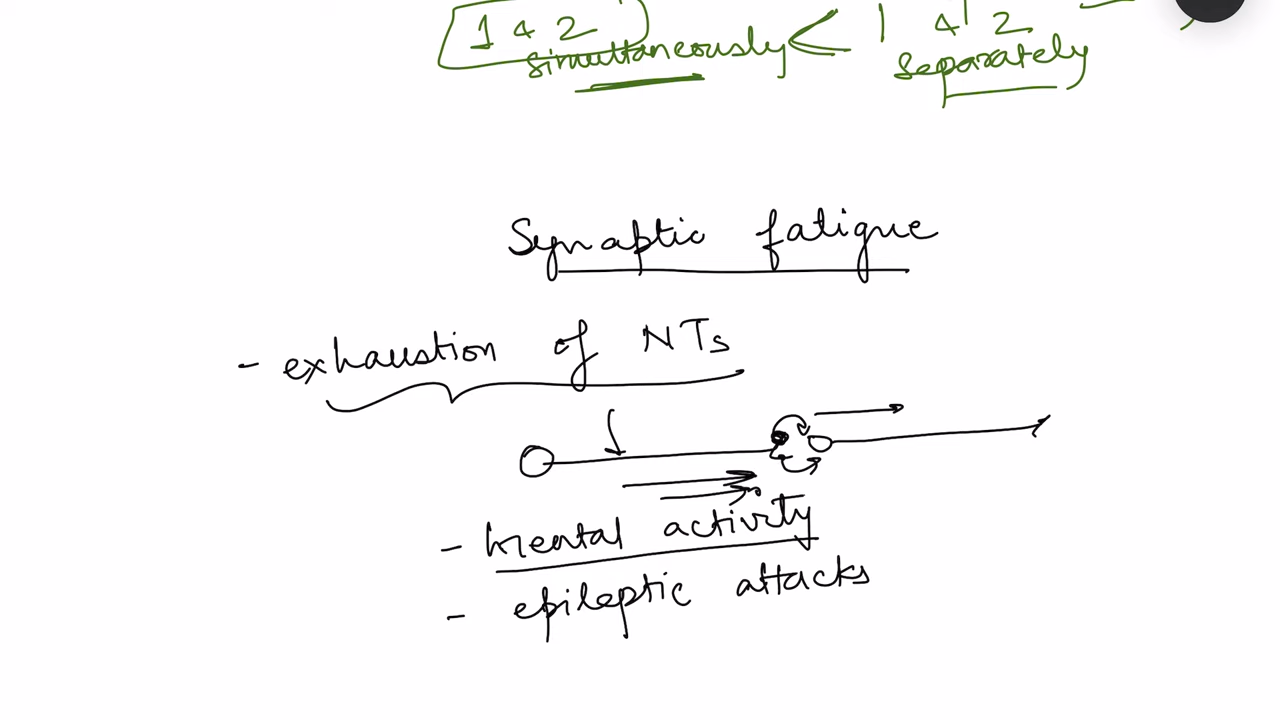 1 & 2 simultaneously < 1 & 2 separately
Synaptic fatigue
- exhaustion of NTs
- mental activity
- epileptic attacks